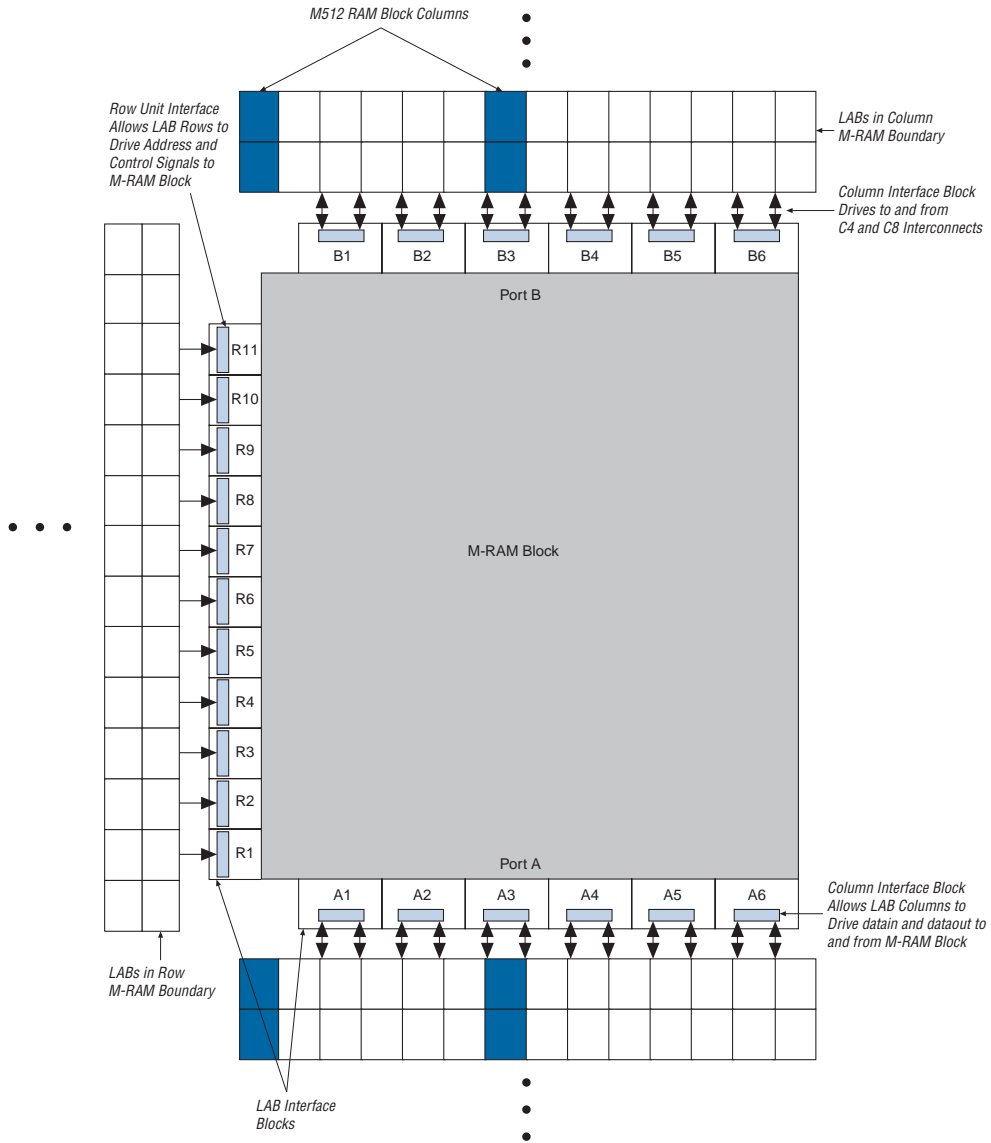 M512 RAM Block Columns
Row Unit Interface
Allows LAB Rows to
Drive Address and
Control Signals to
M-RAM Block
LABs in Column
M-RAM Boundary
Column Interface Block
Drives to and from
C4 and C8 Interconnects
B1
B2
B3
B4
B5
B6
Port B
R11
R10
R9
R8
R7
M-RAM Block
R6
R5
R4
R3
R2
R1
Port A
A1
A2
A3
A4
A5
A6
Column Interface Block
Allows LAB Columns to
Drive datain and dataout to
and from M-RAM Block
LABs in Row
M-RAM Boundary
LAB Interface
Blocks